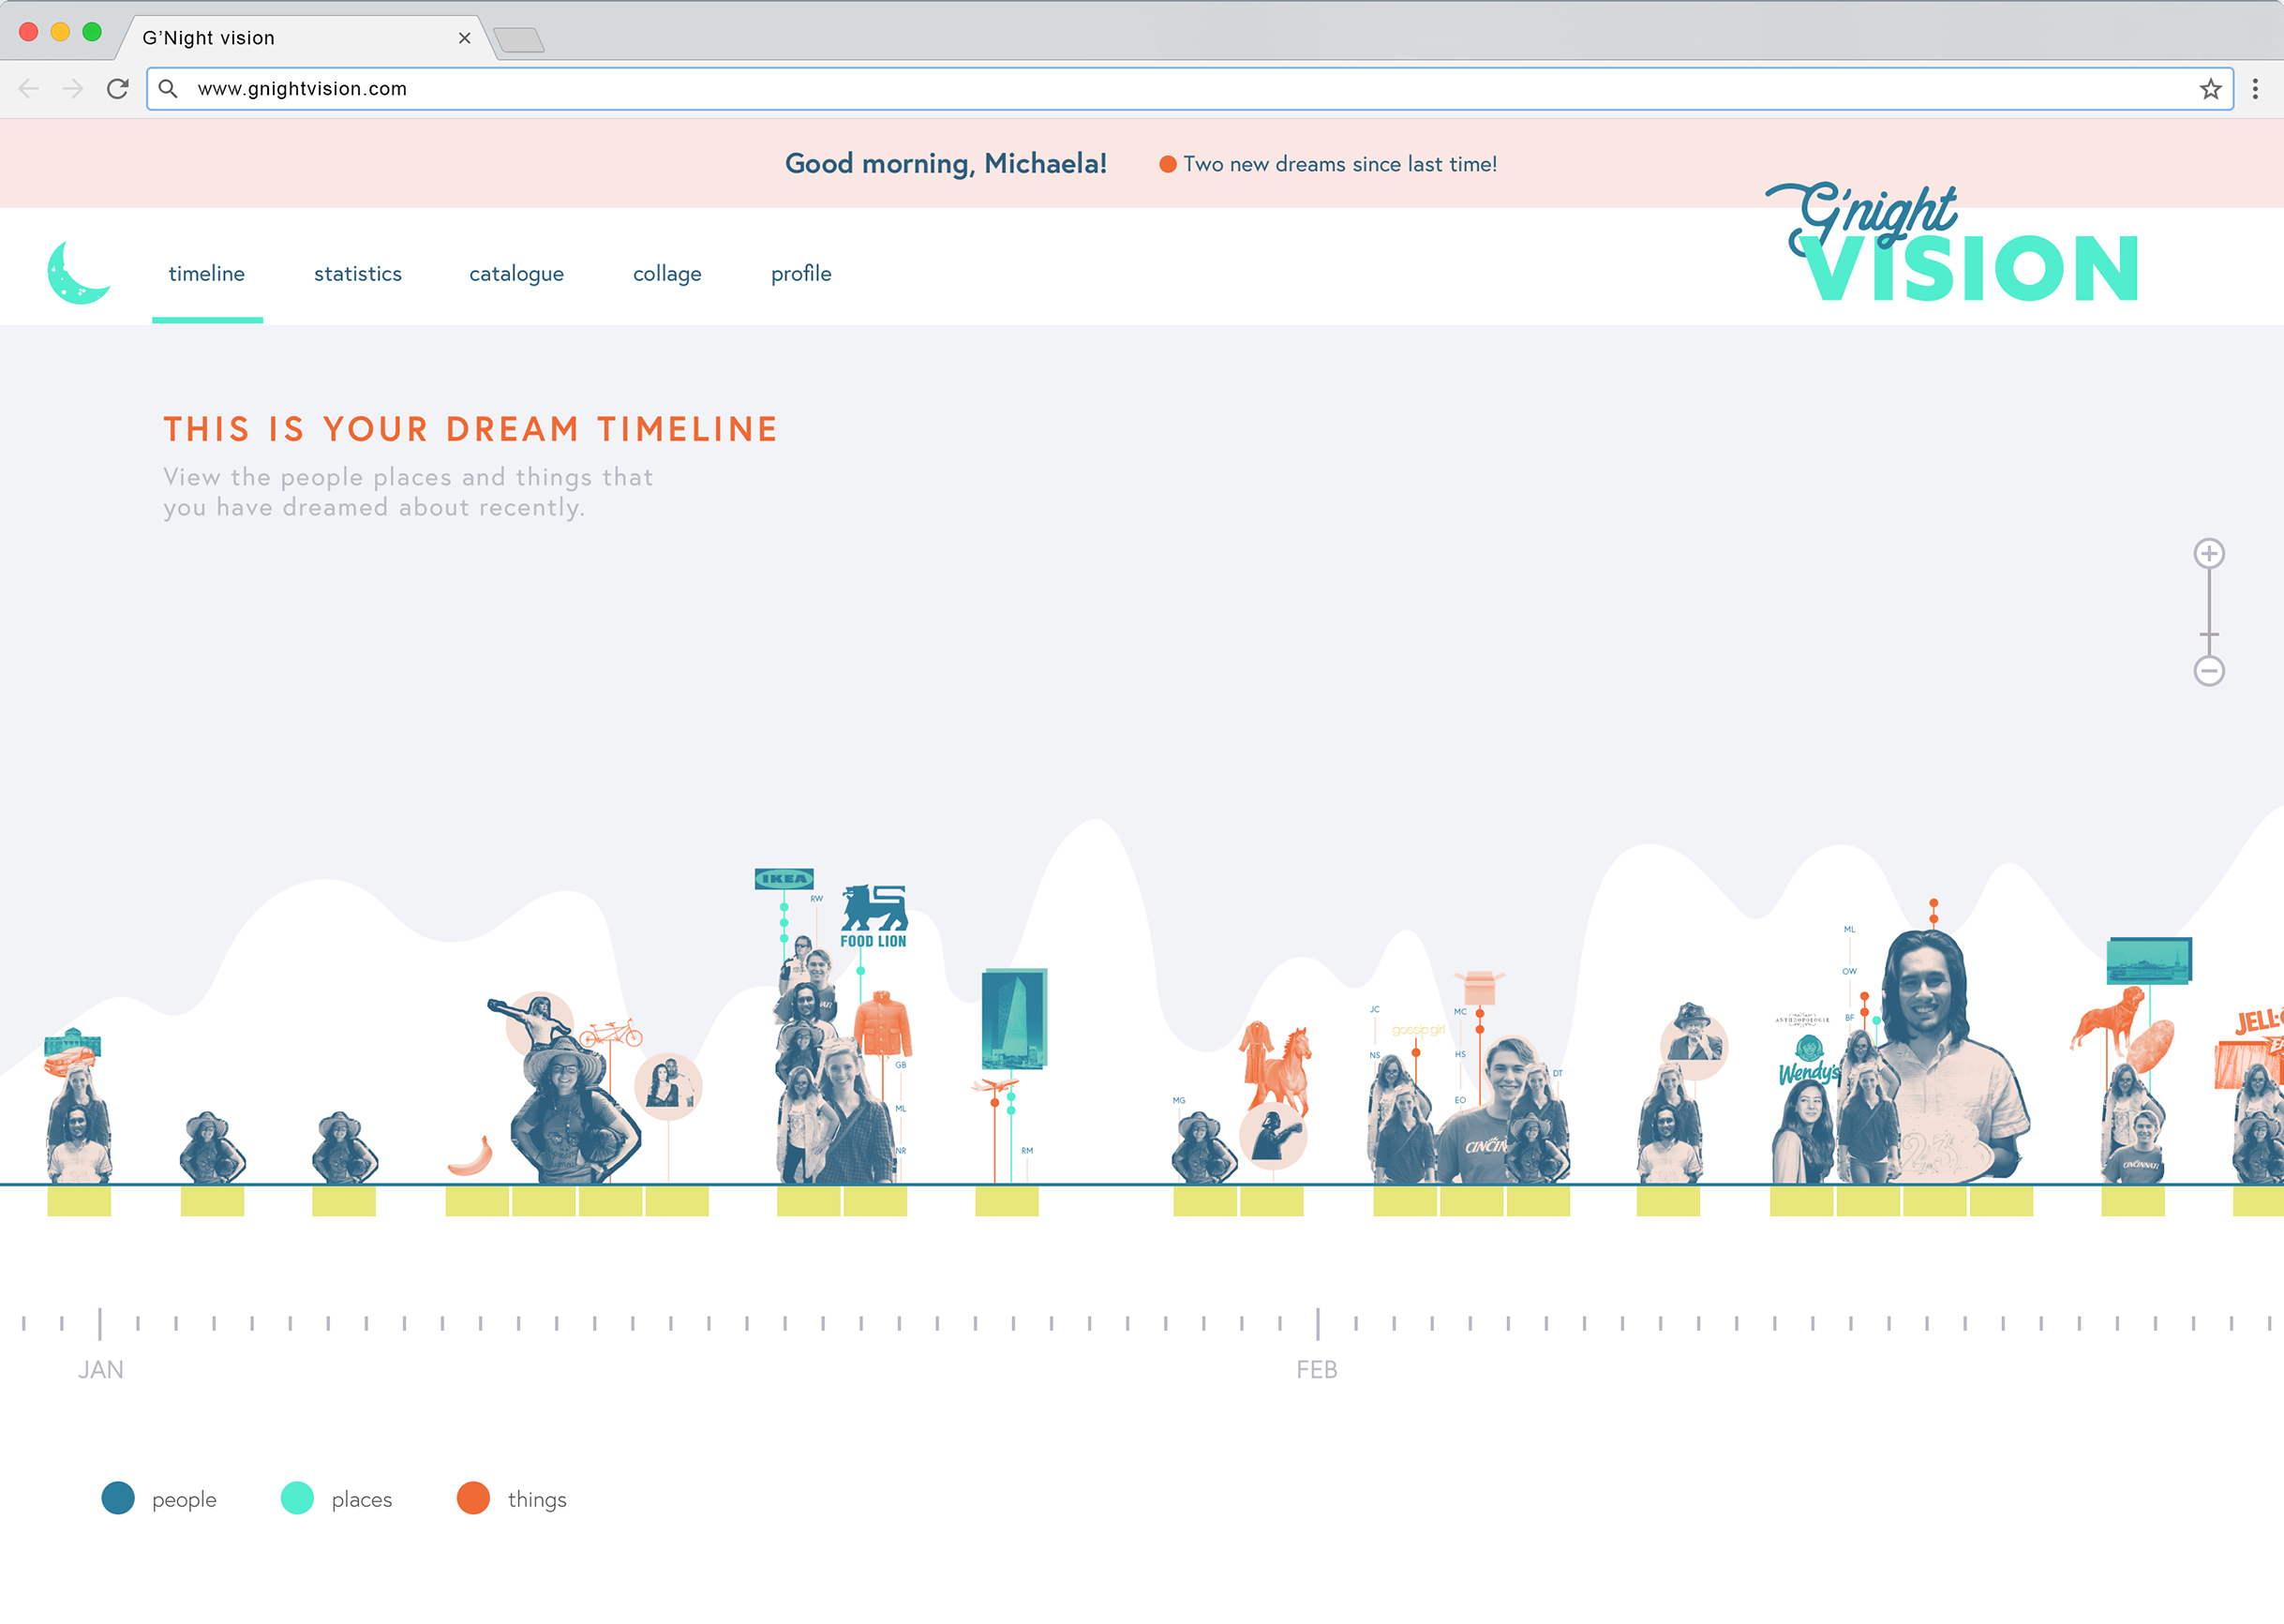 G'Night vision
www.gnightvision.com
Good morning, Michaela!
Two new dreams since last time!
G'night
VISION
timeline
statistics
catalogue
collage
profile
THIS IS YOUR DREAM TIMELINE
View the people places and things that
you have dreamed about recently.
IKEA
RW
FOOD LION
GB
ML
NR
RM
MG
JC
gossip girl
NS
MC
HS
EO
DT
CINCIN
ML
OW
BF
ANTHROPOLOGIE
Wendy's
CINCINNATI
JELL-
JAN
FEB
people
places
things